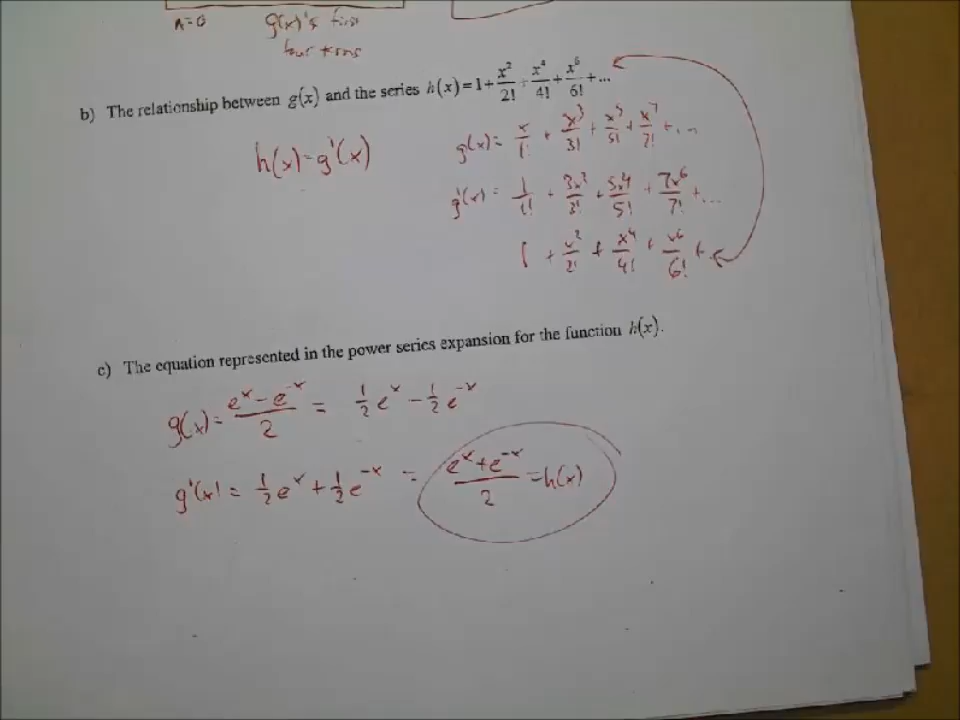 n=0 g(x)'s first
four terms
b) The relationship between g(x) and the series h(x)=1+x²/2!+x⁴/4!+x⁶/6!+...
h(x)=g'(x)
g(x)= x/1! + x³/3! + x⁵/5! + x⁷/7! +...
g'(x)= 1/1! + 3x²/3! + 5x⁴/5! + 7x⁶/7! +...
1 + x²/2! + x⁴/4! + x⁶/6! +
c) The equation represented in the power series expansion for the function h(x).
g(x)= (eˣ-e⁻ˣ)/2 = ½eˣ-½e⁻ˣ
g'(x)= ½eˣ+½e⁻ˣ = (eˣ+e⁻ˣ)/2 =h(x)